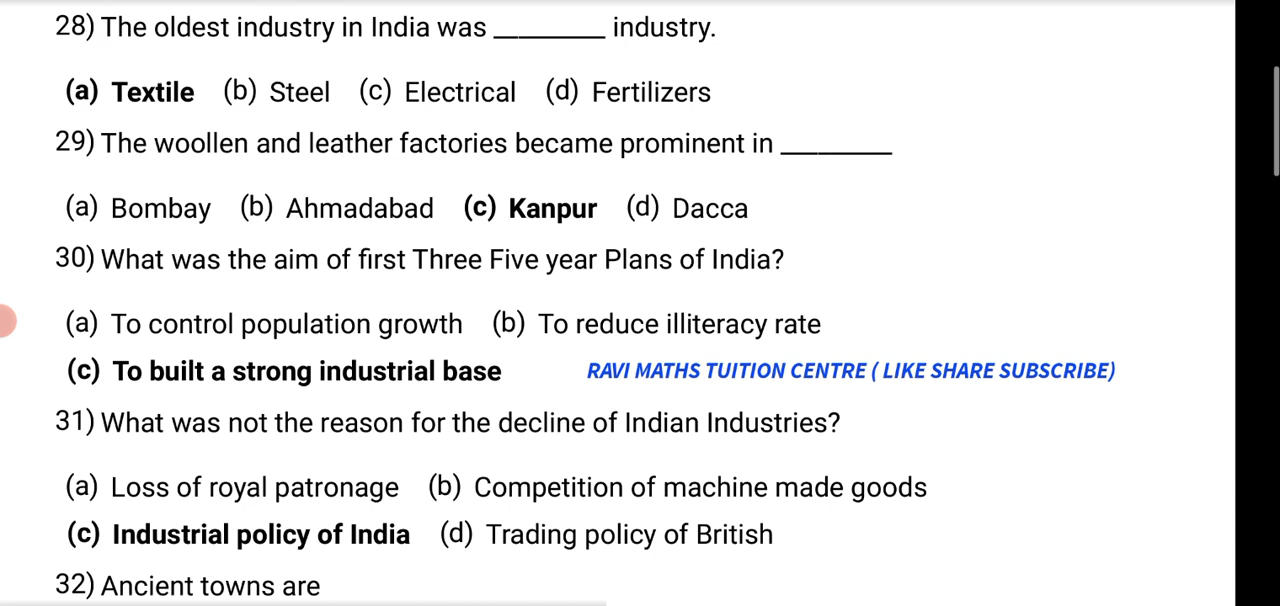 28) The oldest industry in India was ________ industry.
(a) Textile (b) Steel (c) Electrical (d) Fertilizers
29) The woollen and leather factories became prominent in ________
(a) Bombay (b) Ahmadabad (c) Kanpur (d) Dacca
30) What was the aim of first Three Five year Plans of India?
(a) To control population growth (b) To reduce illiteracy rate
(c) To built a strong industrial base RAVI MATHS TUITION CENTRE ( LIKE SHARE SUBSCRIBE)
31) What was not the reason for the decline of Indian Industries?
(a) Loss of royal patronage (b) Competition of machine made goods
(c) Industrial policy of India (d) Trading policy of British
32) Ancient towns are